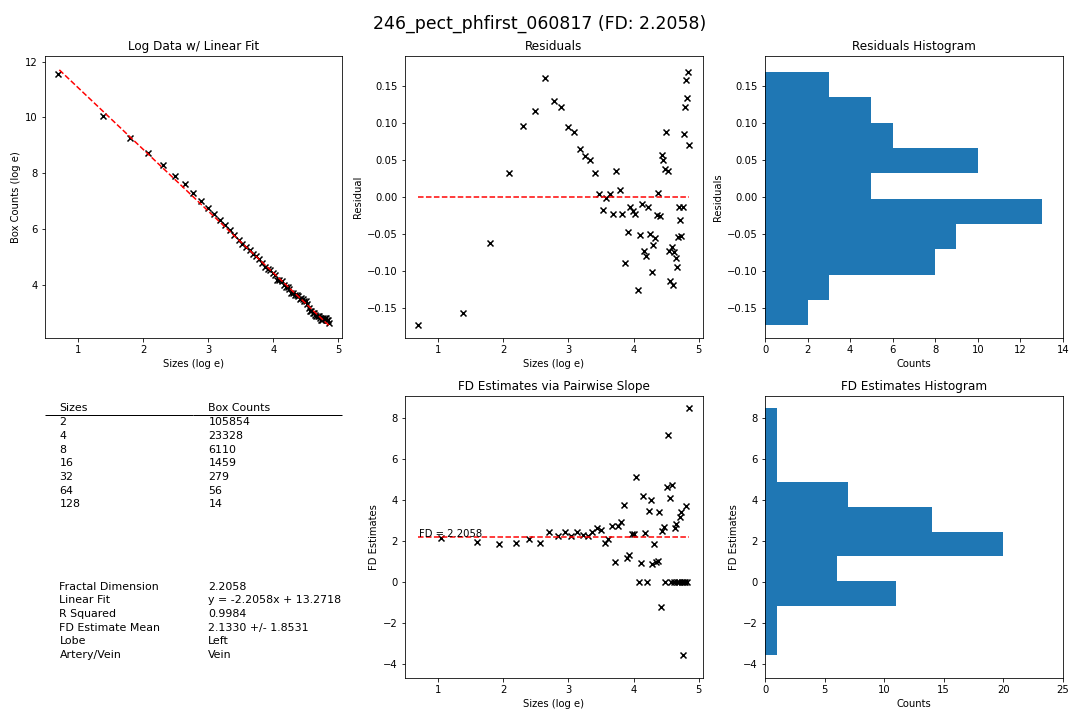 246_pect_phfirst_060817 (FD: 2.2058)
Log Data w/ Linear Fit
Box Counts (log e)
12
10
8
6
4
1 2 3 4 5
Sizes (log e)
Residuals
Residual
0.15
0.10
0.05
0.00
−0.05
−0.10
−0.15
1 2 3 4 5
Sizes (log e)
Residuals Histogram
Residuals
0.15
0.10
0.05
0.00
−0.05
−0.10
−0.15
0 2 4 6 8 10 12 14
Counts
Sizes Box Counts
2 105854
4 23328
8 6110
16 1459
32 279
64 56
128 14
Fractal Dimension 2.2058
Linear Fit y = -2.2058x + 13.2718
R Squared 0.9984
FD Estimate Mean 2.1330 +/- 1.8531
Lobe Left
Artery/Vein Vein
FD Estimates via Pairwise Slope
FD Estimates
8
6
4
2
0
−2
−4
FD = 2.2058
1 2 3 4 5
Sizes (log e)
FD Estimates Histogram
FD Estimates
8
6
4
2
0
−2
−4
0 5 10 15 20 25
Counts